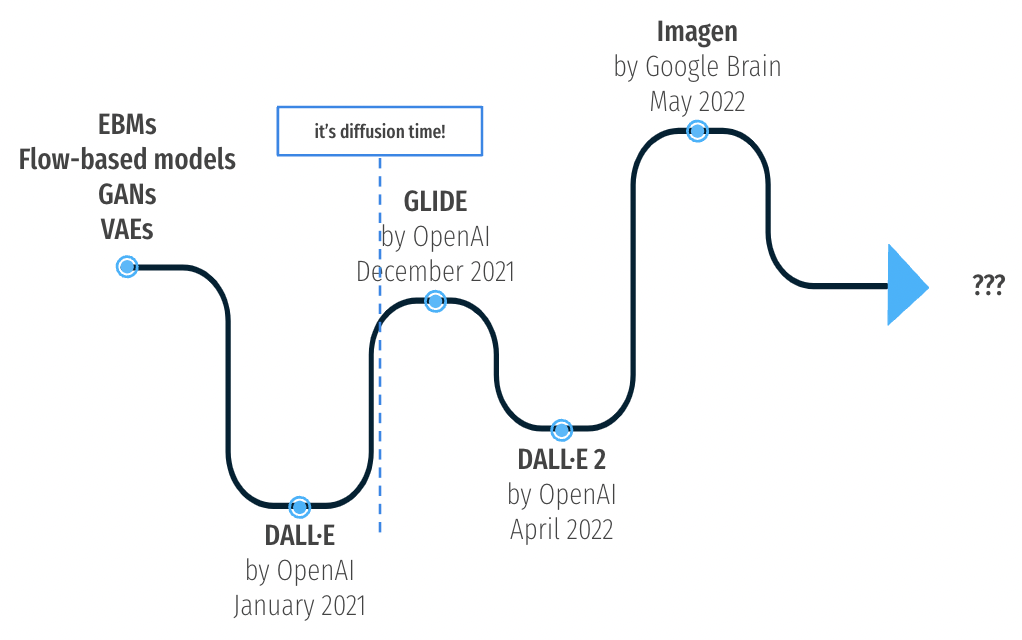 EBMs
Flow-based models
GANs
VAEs
DALL·E
by OpenAI
January 2021
it's diffusion time!
GLIDE
by OpenAI
December 2021
DALL·E 2
by OpenAI
April 2022
Imagen
by Google Brain
May 2022
???